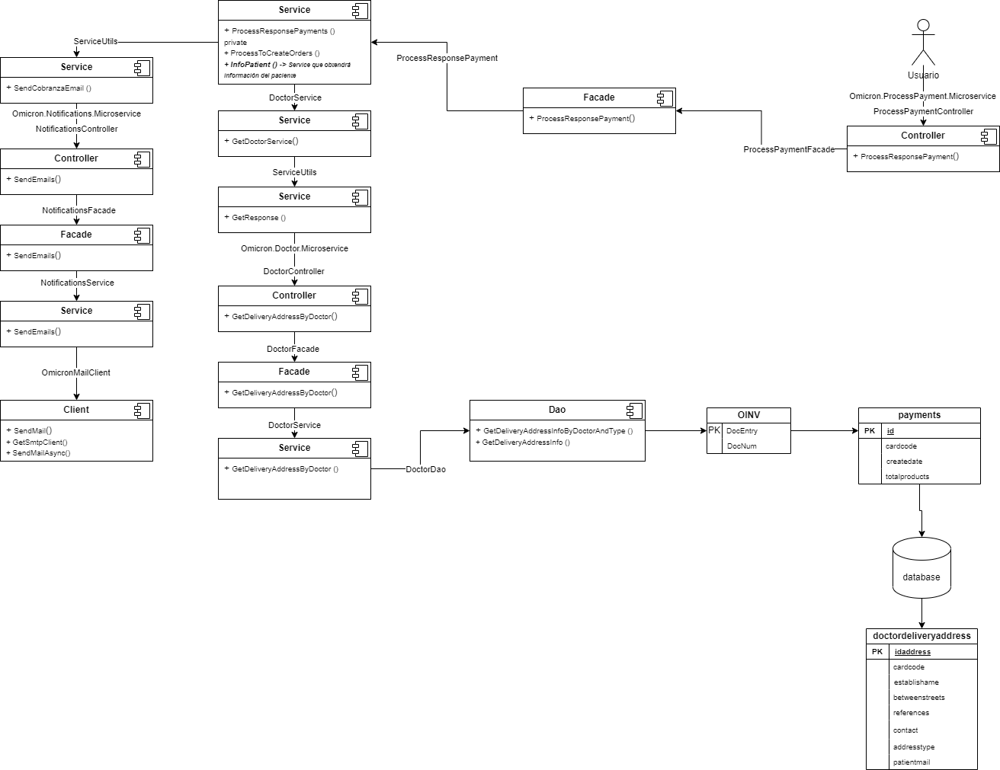 Service
+ ProcessResponsePayments ()
private
+ ProcessToCreateOrders ()
+ InfoPatient () -> Service que obtendrá
información del paciente
ServiceUtils
Service
+ SendCobranzaEmail ()
Omicron.Notifications.Microservice
NotificationsController
Controller
+ SendEmails()
NotificationsFacade
Facade
+ SendEmails()
NotificationsService
Service
+ SendEmails()
OmicronMailClient
Client
+ SendMail()
+ GetSmtpClient()
+ SendMailAsync()
DoctorService
Service
+ GetDoctorService()
ServiceUtils
Service
+ GetResponse ()
Omicron.Doctor.Microservice
DoctorController
Controller
+ GetDeliveryAddressByDoctor()
DoctorFacade
Facade
+ GetDeliveryAddressByDoctor()
DoctorService
Service
+ GetDeliveryAddressByDoctor ()
DoctorDao
ProcessResponsePayment
Facade
+ ProcessResponsePayment()
ProcessPaymentFacade
Usuario
Omicron.ProcessPayment.Microservice
ProcessPaymentController
Controller
+ ProcessResponsePayment()
Dao
+ GetDeliveryAddressInfoByDoctorAndType ()
+ GetDeliveryAddressInfo ()
OINV
PK DocEntry
DocNum
payments
PK id
cardcode
createdate
totalproducts
database
doctordeliveryaddress
PK idaddress
cardcode
establishame
betweenstreets
references
contact
addresstype
patientmail